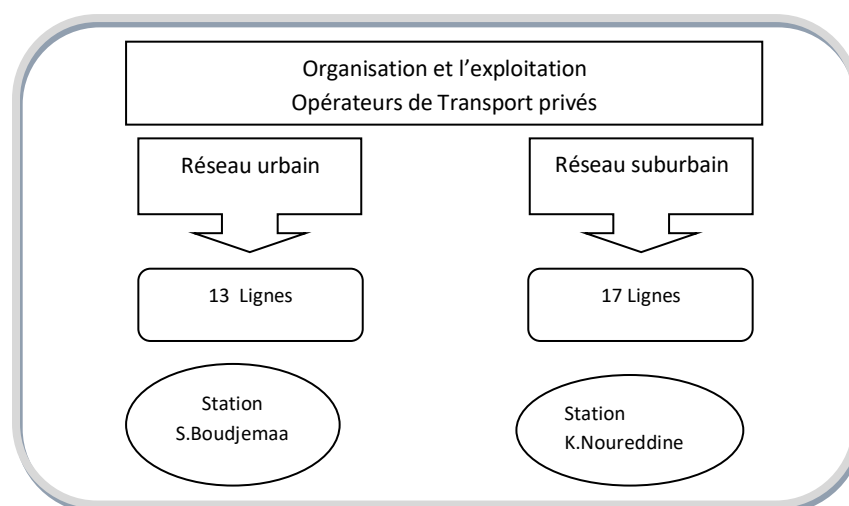 Organisation et l’exploitation
Opérateurs de Transport privés
Réseau urbain
Réseau suburbain
13 Lignes
17 Lignes
Station
S.Boudjemaa
Station
K.Noureddine